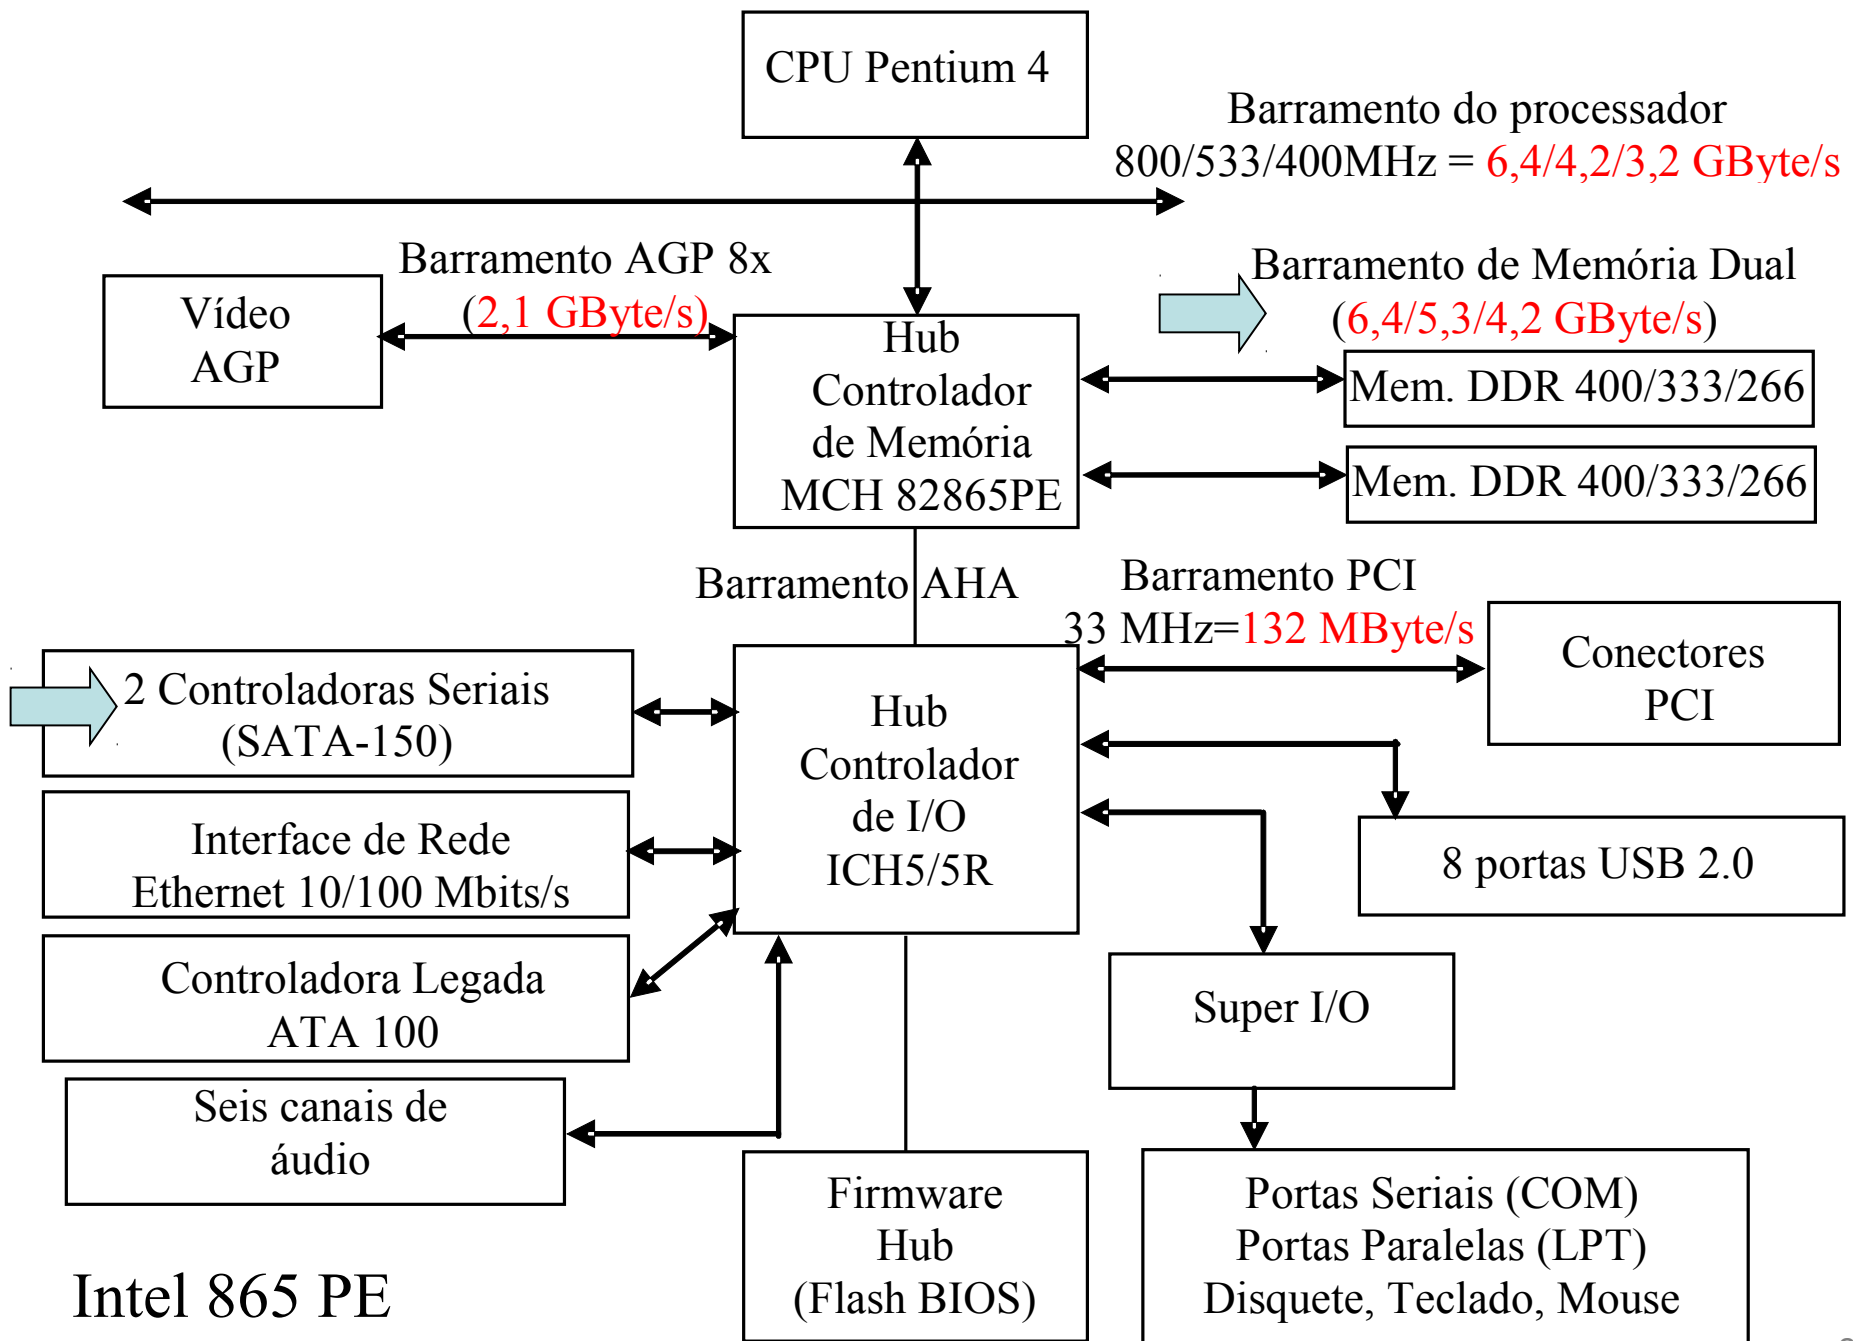 CPU Pentium 4
Barramento do processador
800/533/400MHz = 6,4/4,2/3,2 GByte/s
Barramento AGP 8x
(2,1 GByte/s)
Vídeo
AGP
Barramento de Memória Dual
(6,4/5,3/4,2 GByte/s)
Hub
Controlador
de Memória
MCH 82865PE
Mem. DDR 400/333/266
Mem. DDR 400/333/266
Barramento AHA
Barramento PCI
33 MHz=132 MByte/s
Conectores
PCI
2 Controladoras Seriais
(SATA-150)
Hub
Controlador
de I/O
ICH5/5R
Interface de Rede
Ethernet 10/100 Mbits/s
8 portas USB 2.0
Controladora Legada
ATA 100
Super I/O
Seis canais de
áudio
Firmware
Hub
(Flash BIOS)
Portas Seriais (COM)
Portas Paralelas (LPT)
Disquete, Teclado, Mouse
Intel 865 PE